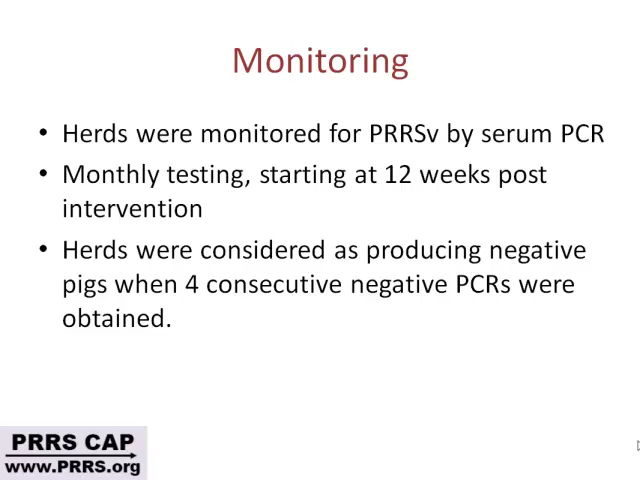 Monitoring
• Herds were monitored for PRRSv by serum PCR
• Monthly testing, starting at 12 weeks post
intervention
• Herds were considered as producing negative
pigs when 4 consecutive negative PCRs were
obtained.
PRRS CAP
www.PRRS.org